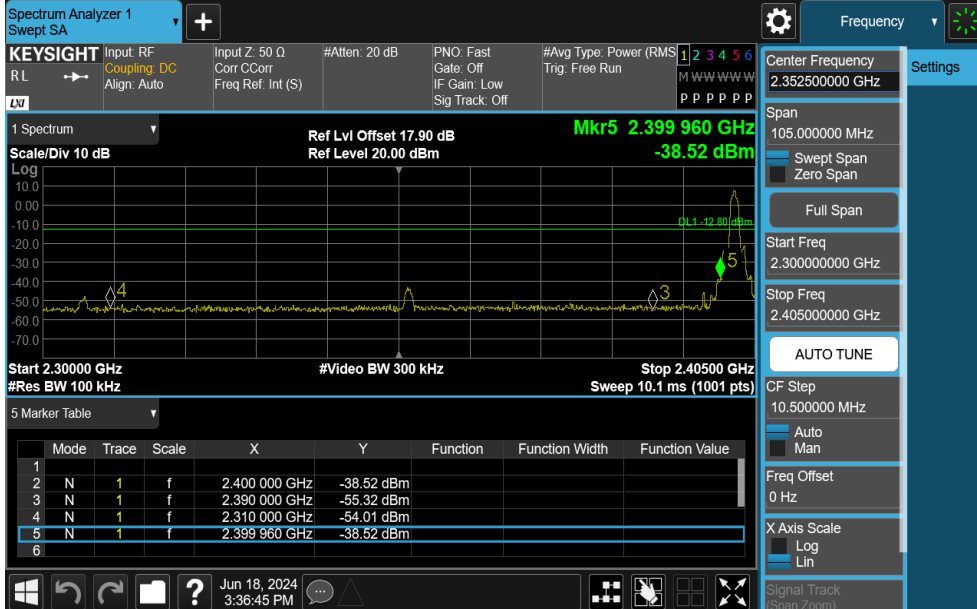 Spectrum Analyzer 1
Swept SA
Frequency
KEYSIGHT
RL
LXI
Input: RF
Coupling: DC
Align: Auto
Input Z: 50 Ω
Corr CCorr
Freq Ref: Int (S)
#Atten: 20 dB
PNO: Fast
Gate: Off
IF Gain: Low
Sig Track: Off
#Avg Type: Power (RMS
Trig: Free Run
1 2 3 4 5 6
M W W W W W
P P P P P P
1 Spectrum
Scale/Div 10 dB
Ref Lvl Offset 17.90 dB
Ref Level 20.00 dBm
Mkr5 2.399 960 GHz
-38.52 dBm
Log
10.0
0.00
-10.0
-20.0
-30.0
-40.0
-50.0
-60.0
-70.0
DL1 -12.80 dBm
4
3
5
Start 2.30000 GHz
#Video BW 300 kHz
Stop 2.40500 GHz
#Res BW 100 kHz
Sweep 10.1 ms (1001 pts)
5 Marker Table
Mode Trace Scale X Y Function Function Width Function Value
1
2 N 1 f 2.400 000 GHz -38.52 dBm
3 N 1 f 2.390 000 GHz -55.32 dBm
4 N 1 f 2.310 000 GHz -54.01 dBm
5 N 1 f 2.399 960 GHz -38.52 dBm
6
?
Jun 18, 2024
3:36:45 PM
Center Frequency
2.352500000 GHz
Settings
Span
105.000000 MHz
Swept Span
Zero Span
Full Span
Start Freq
2.300000000 GHz
Stop Freq
2.405000000 GHz
AUTO TUNE
CF Step
10.500000 MHz
Auto
Man
Freq Offset
0 Hz
X Axis Scale
Log
Lin
Signal Track
(Span Zoom)